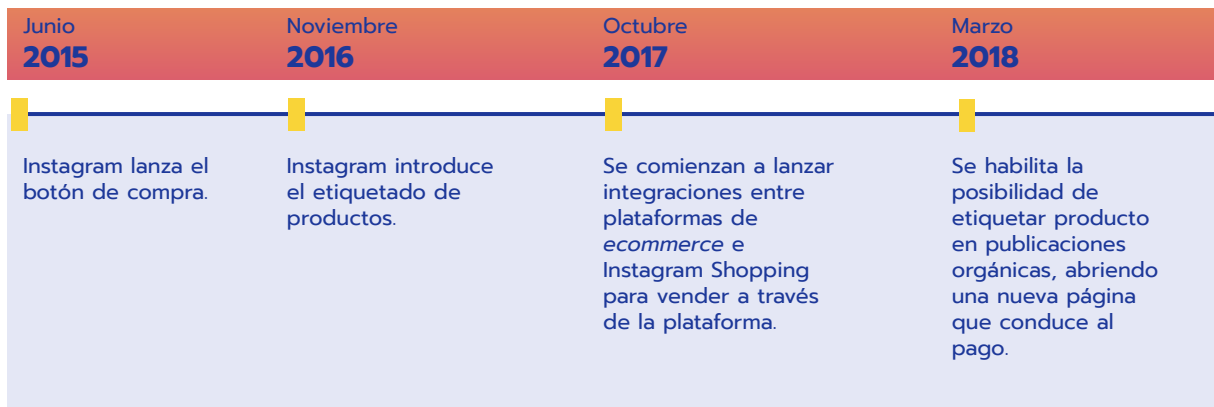 Junio
2015
Noviembre
2016
Octubre
2017
Marzo
2018
Instagram lanza el
botón de compra.
Instagram introduce
el etiquetado de
productos.
Se comienzan a lanzar
integraciones entre
plataformas de
ecommerce e
Instagram Shopping
para vender a través
de la plataforma.
Se habilita la
posibilidad de
etiquetar producto
en publicaciones
orgánicas, abriendo
una nueva página
que conduce al
pago.